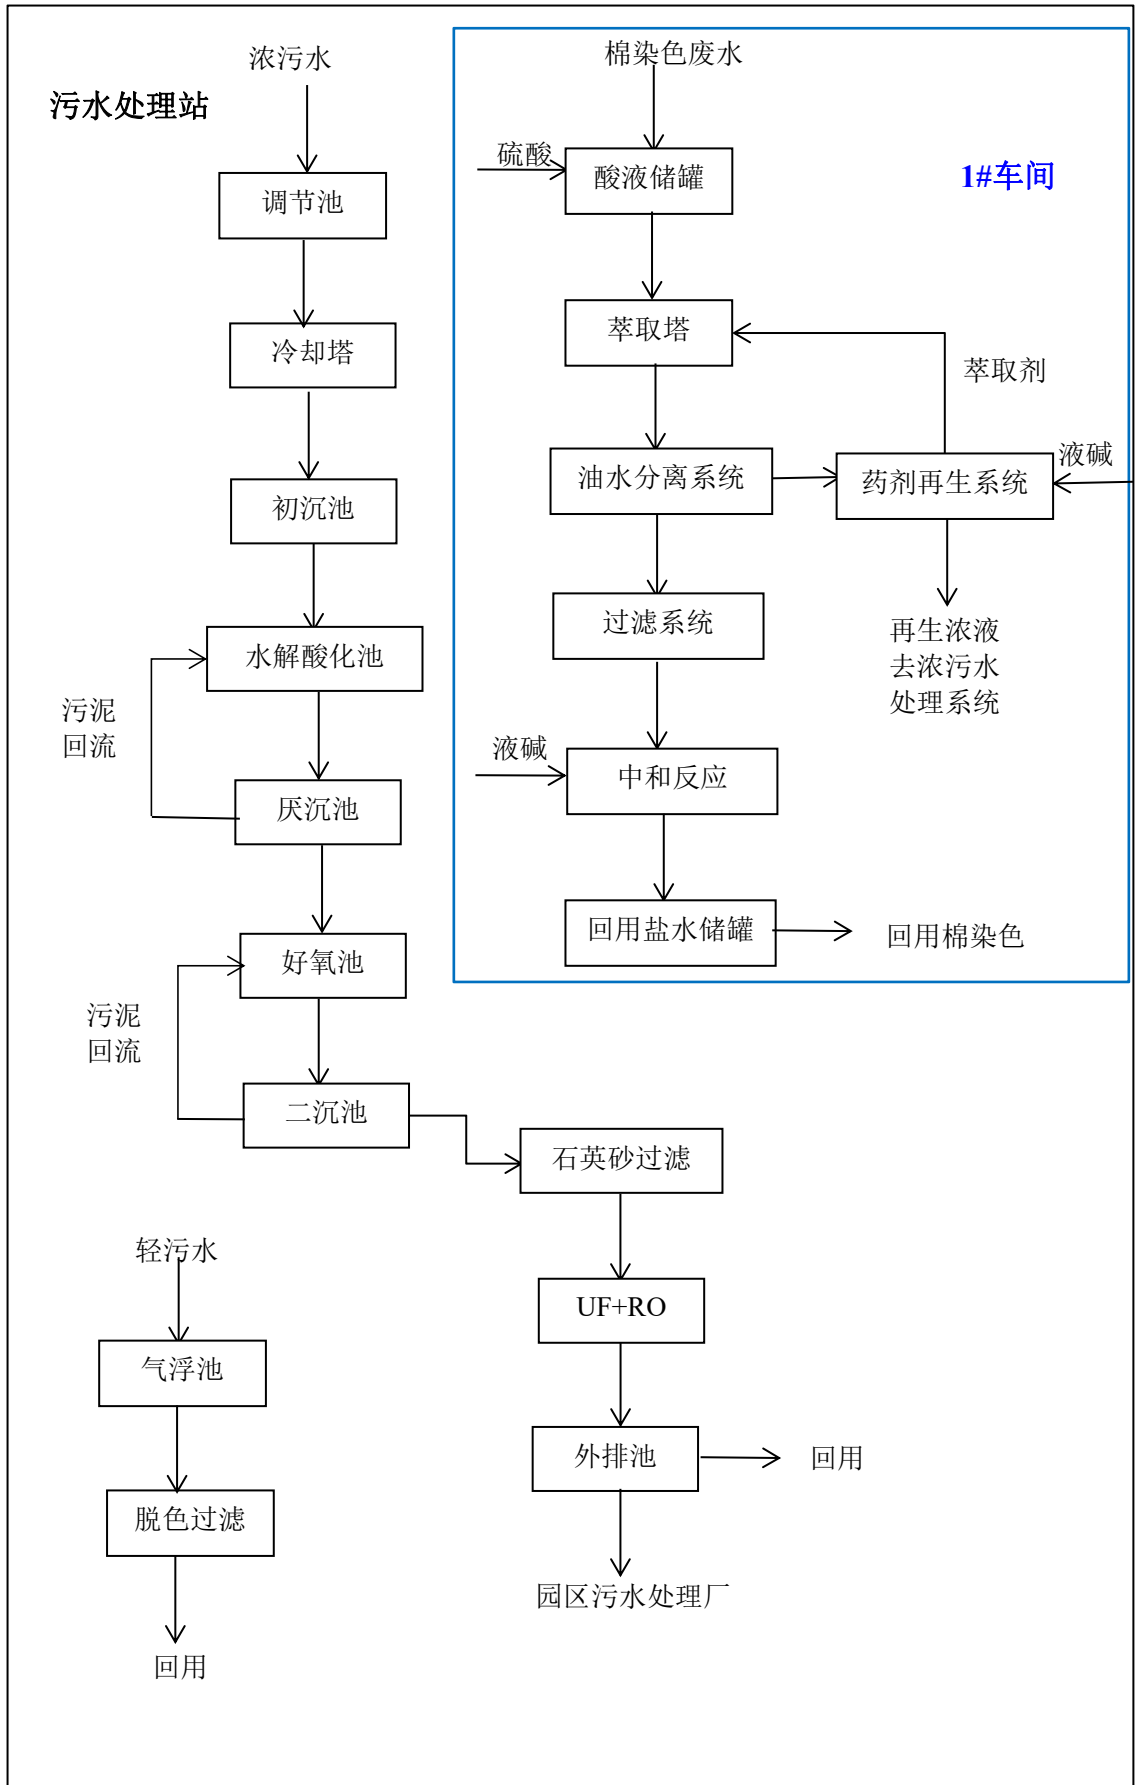 浓污水
污水处理站
调节池
冷却塔
初沉池
水解酸化池
污泥
回流
厌沉池
好氧池
污泥
回流
二沉池
石英砂过滤
UF+RO
外排池
回用
园区污水处理厂
轻污水
气浮池
脱色过滤
回用
棉染色废水
1#车间
硫酸
酸液储罐
萃取塔
萃取剂
油水分离系统
药剂再生系统
液碱
再生浓液
去浓污水
处理系统
过滤系统
液碱
中和反应
回用盐水储罐
回用棉染色